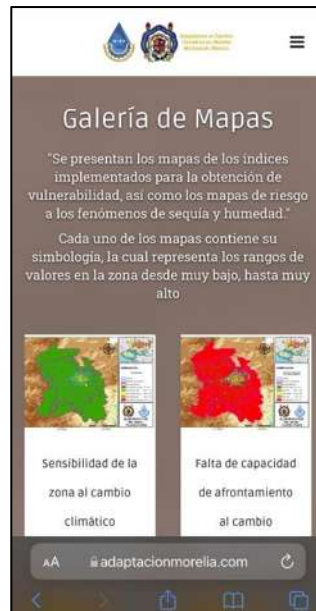 Galería de Mapas
"Se presentan los mapas de los índices
implementados para la obtención de
vulnerabilidad, así como los mapas de riesgo
a los fenómenos de sequía y humedad."
Cada uno de los mapas contiene su
simbología, la cual representa los rangos de
valores en la zona desde muy bajo, hasta muy
alto
Sensibilidad de la
zona al cambio
climático
Falta de capacidad
de afrontamiento
al cambio
AA adaptacionmorelia.com